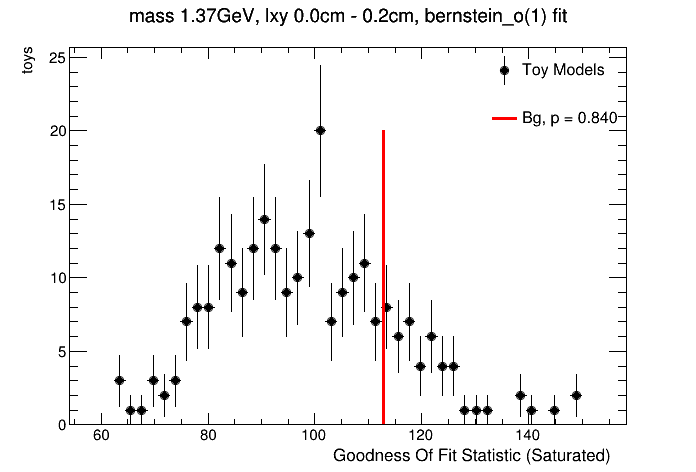 mass 1.37GeV, lxy 0.0cm - 0.2cm, bernstein_o(1) fit
toys
25
20
15
10
5
0
Toy Models
Bg, p = 0.840
60 80 100 120 140
Goodness Of Fit Statistic (Saturated)